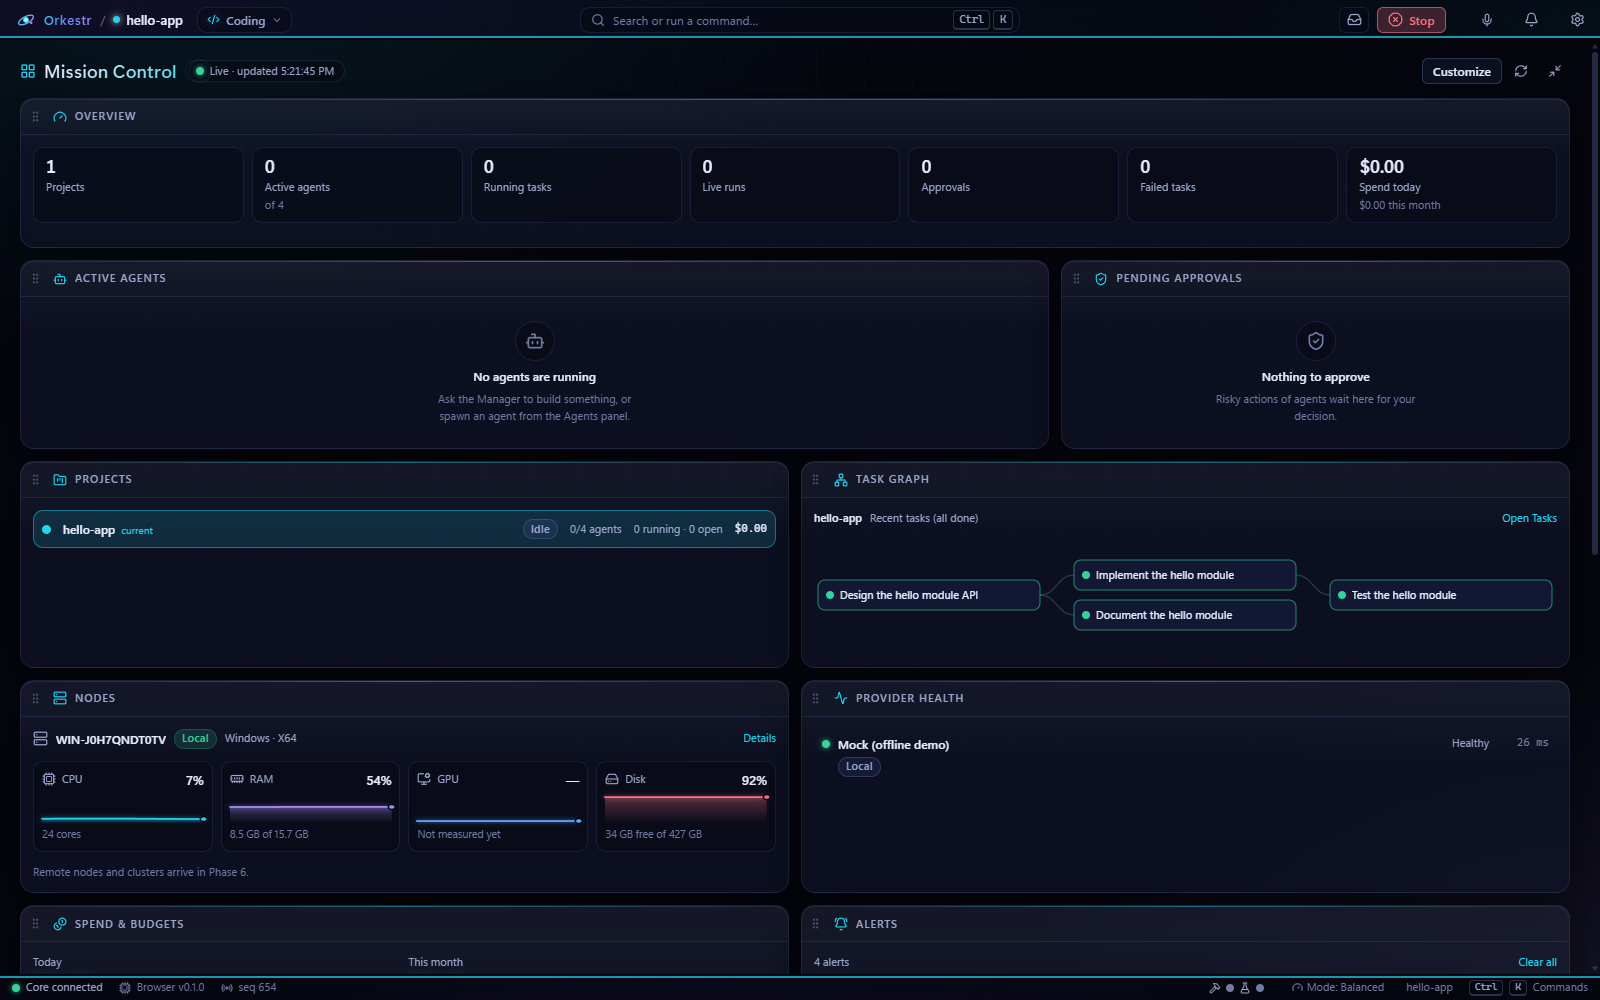 Orkestr / hello-app Coding Search or run a command... Ctrl K Stop
Mission Control Live · updated 5:21:45 PM Customize
OVERVIEW
1 0 0 0 0 0 $0.00
Projects Active agents Running tasks Live runs Approvals Failed tasks Spend today
of 4 $0.00 this month
ACTIVE AGENTS
No agents are running
Ask the Manager to build something, or
spawn an agent from the Agents panel.
PENDING APPROVALS
Nothing to approve
Risky actions of agents wait here for your
decision.
PROJECTS
hello-app current Idle 0/4 agents 0 running · 0 open $0.00
TASK GRAPH
hello-app Recent tasks (all done) Open Tasks
Design the hello module API
Implement the hello module
Document the hello module
Test the hello module
NODES
WIN-J0H7QNDT0TV Local Windows · X64 Details
CPU 7% RAM 54% GPU — Disk 92%
24 cores 8.5 GB of 15.7 GB Not measured yet 34 GB free of 427 GB
Remote nodes and clusters arrive in Phase 6.
PROVIDER HEALTH
Mock (offline demo) Healthy 26 ms
Local
SPEND & BUDGETS
Today This month
ALERTS
4 alerts Clear all
Core connected Browser v0.1.0 seq 654 Mode: Balanced hello-app Ctrl K Commands